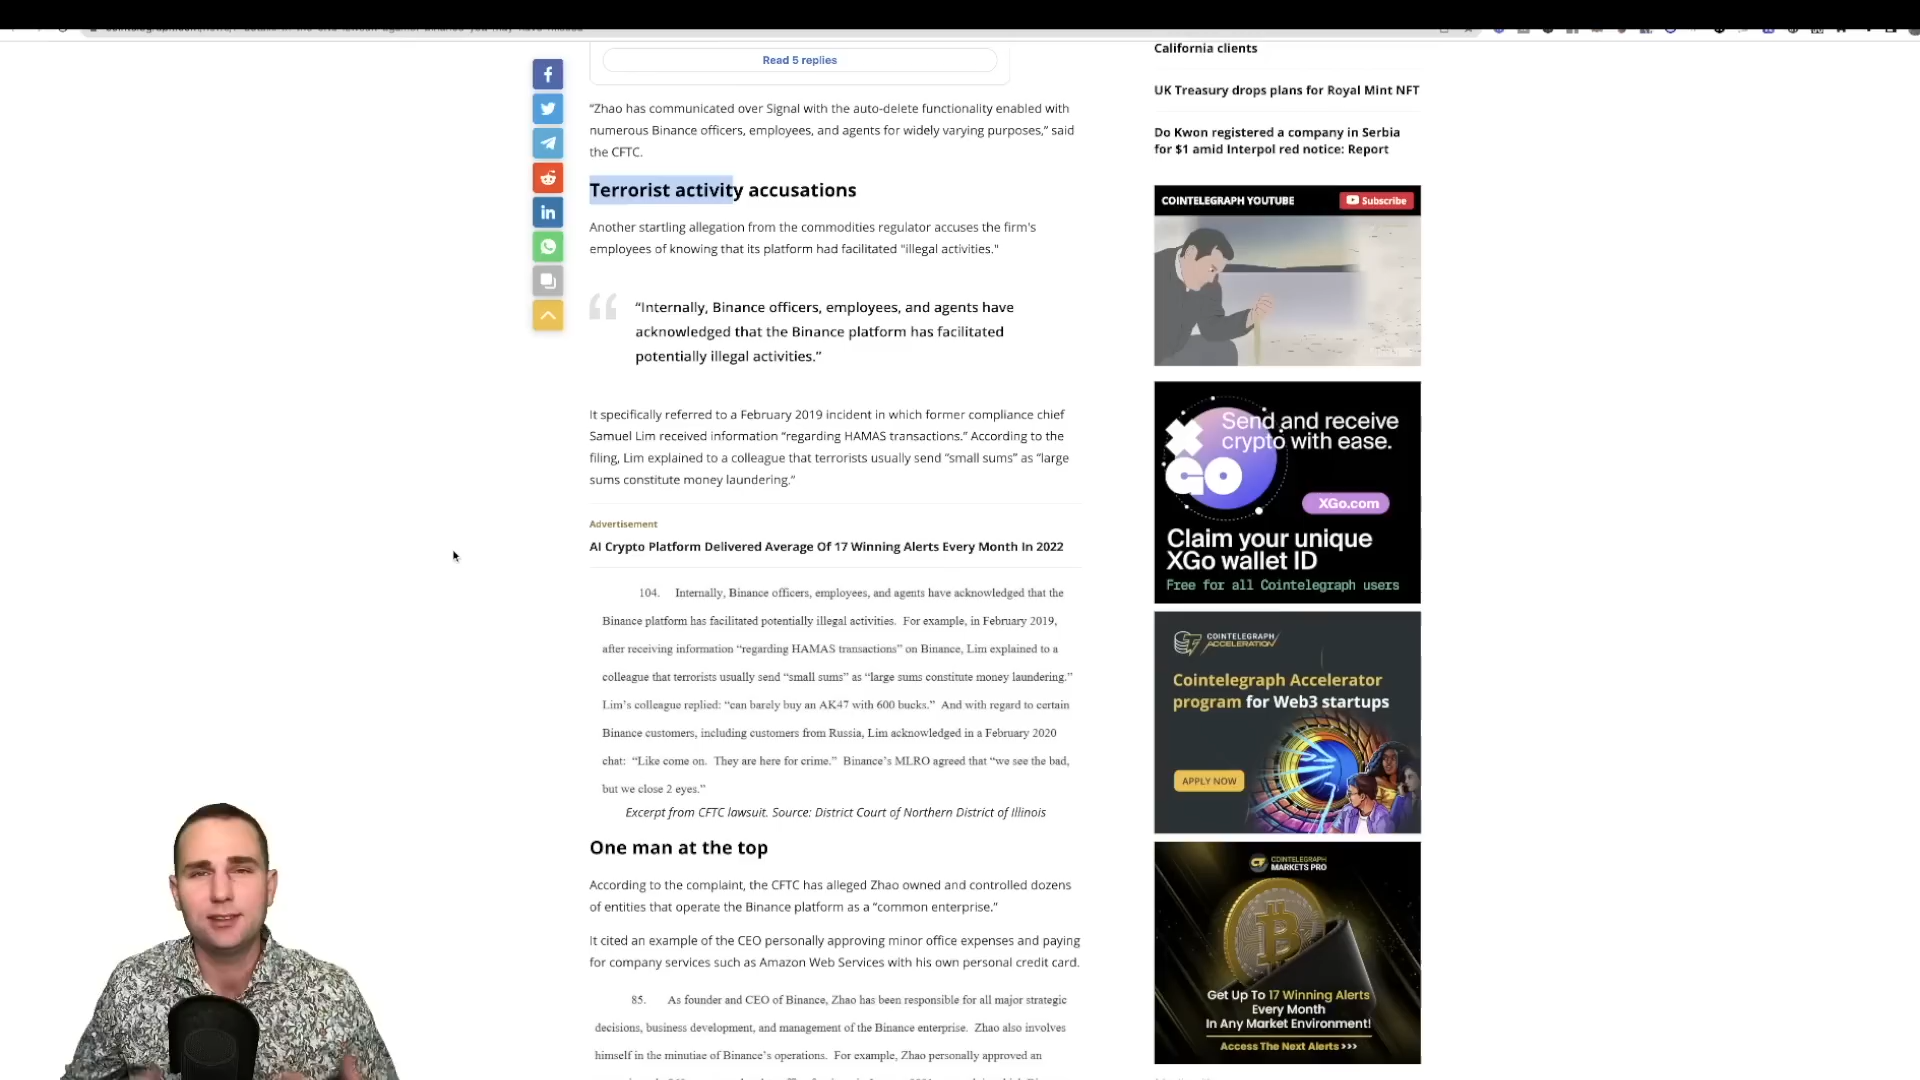 Read 5 replies
“Zhao has communicated over Signal with the auto-delete functionality enabled with
numerous Binance officers, employees, and agents for widely varying purposes,” said
the CFTC.
Terrorist activity accusations
Another startling allegation from the commodities regulator accuses the firm's
employees of knowing that its platform had facilitated "illegal activities."
“Internally, Binance officers, employees, and agents have
acknowledged that the Binance platform has facilitated
potentially illegal activities.”
It specifically referred to a February 2019 incident in which former compliance chief
Samuel Lim received information “regarding HAMAS transactions.” According to the
filing, Lim explained to a colleague that terrorists usually send “small sums” as “large
sums constitute money laundering.”
Advertisement
AI Crypto Platform Delivered Average Of 17 Winning Alerts Every Month In 2022
104. Internally, Binance officers, employees, and agents have acknowledged that the
Binance platform has facilitated potentially illegal activities. For example, in February 2019,
after receiving information “regarding HAMAS transactions” on Binance, Lim explained to a
colleague that terrorists usually send “small sums” as “large sums constitute money laundering.”
Lim’s colleague replied: “can barely buy an AK47 with 600 bucks.” And with regard to certain
Binance customers, including customers from Russia, Lim acknowledged in a February 2020
chat: “Like come on. They are here for crime.” Binance’s MLRO agreed that “we see the bad,
but we close 2 eyes.”
Excerpt from CFTC lawsuit. Source: District Court of Northern District of Illinois
One man at the top
According to the complaint, the CFTC has alleged Zhao owned and controlled dozens
of entities that operate the Binance platform as a “common enterprise.”
It cited an example of the CEO personally approving minor office expenses and paying
for company services such as Amazon Web Services with his own personal credit card.
85. As founder and CEO of Binance, Zhao has been responsible for all major strategic
decisions, business development, and management of the Binance enterprise. Zhao also involves
himself in the minutiae of Binance’s operations. For example, Zhao personally approved an
California clients
UK Treasury drops plans for Royal Mint NFT
Do Kwon registered a company in Serbia
for $1 amid Interpol red notice: Report
COINTELEGRAPH YOUTUBE
Subscribe
Send and receive
crypto with ease.
GO
XGo.com
Claim your unique
XGo wallet ID
Free for all Cointelegraph users
COINTELEGRAPH
ACCELERATION
Cointelegraph Accelerator
program for Web3 startups
APPLY NOW
COINTELEGRAPH
MARKETS PRO
Get Up To 17 Winning Alerts
Every Month
In Any Market Environment!
Access The Next Alerts >>>